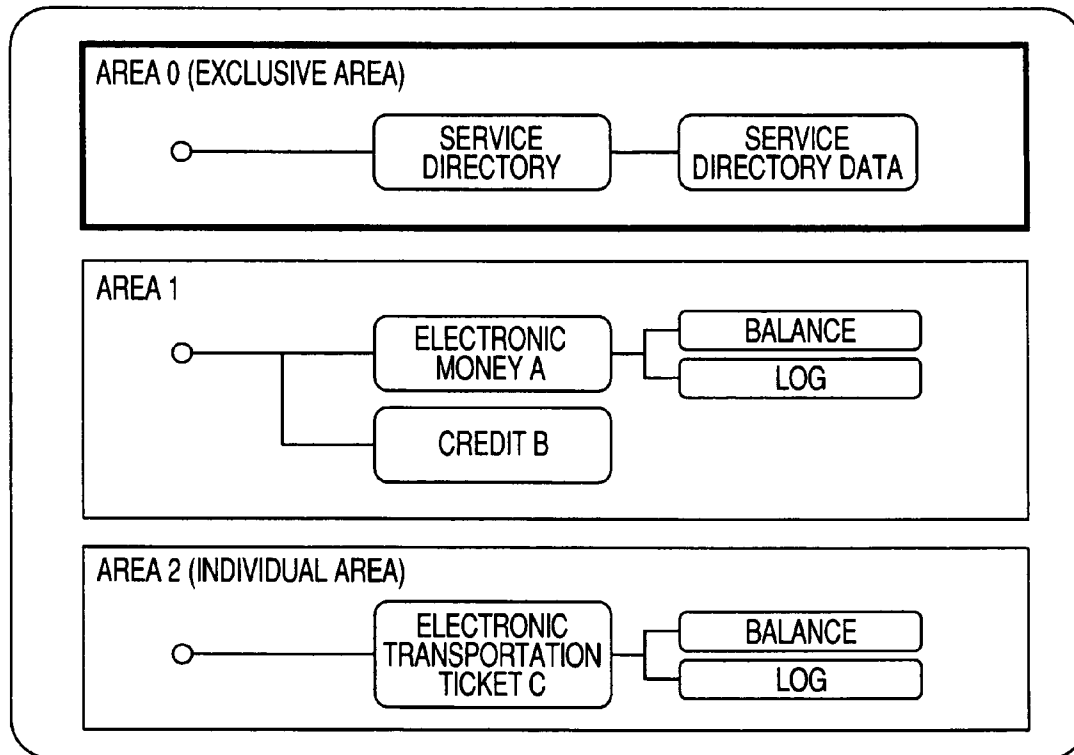 AREA 0 (EXCLUSIVE AREA)
SERVICE
DIRECTORY
SERVICE
DIRECTORY DATA
AREA 1
ELECTRONIC
MONEY A
BALANCE
LOG
CREDIT B
AREA 2 (INDIVIDUAL AREA)
ELECTRONIC
TRANSPORTATION
TICKET C
BALANCE
LOG